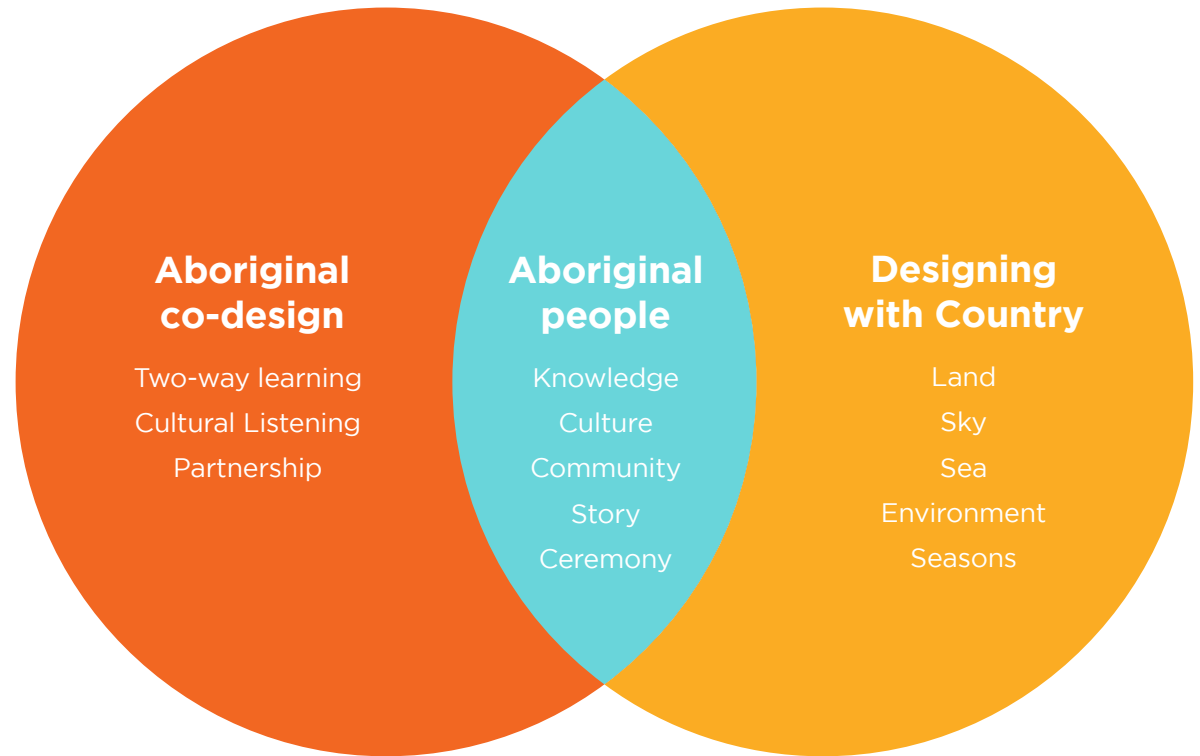 Aboriginal
co-design
Two-way learning
Cultural Listening
Partnership
Aboriginal
people
Knowledge
Culture
Community
Story
Ceremony
Designing
with Country
Land
Sky
Sea
Environment
Seasons